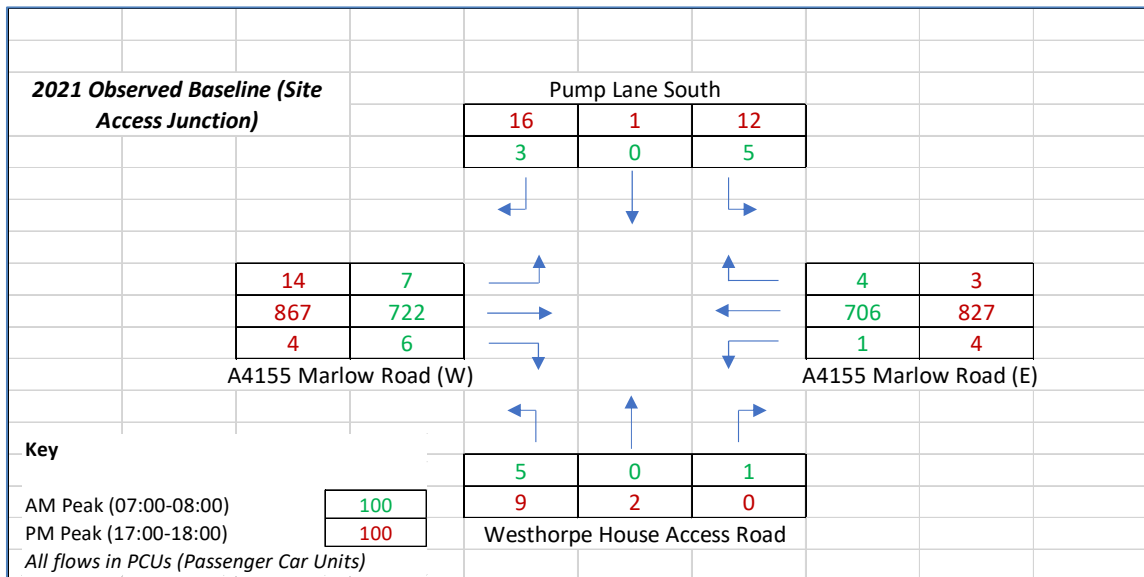 2021 Observed Baseline (Site
Access Junction)
Pump Lane South
16 1 12
3 0 5
14 7
867 722
4 6
A4155 Marlow Road (W)
4 3
706 827
1 4
A4155 Marlow Road (E)
5 0 1
9 2 0
Westhorpe House Access Road
Key
AM Peak (07:00-08:00) 100
PM Peak (17:00-18:00) 100
All flows in PCUs (Passenger Car Units)